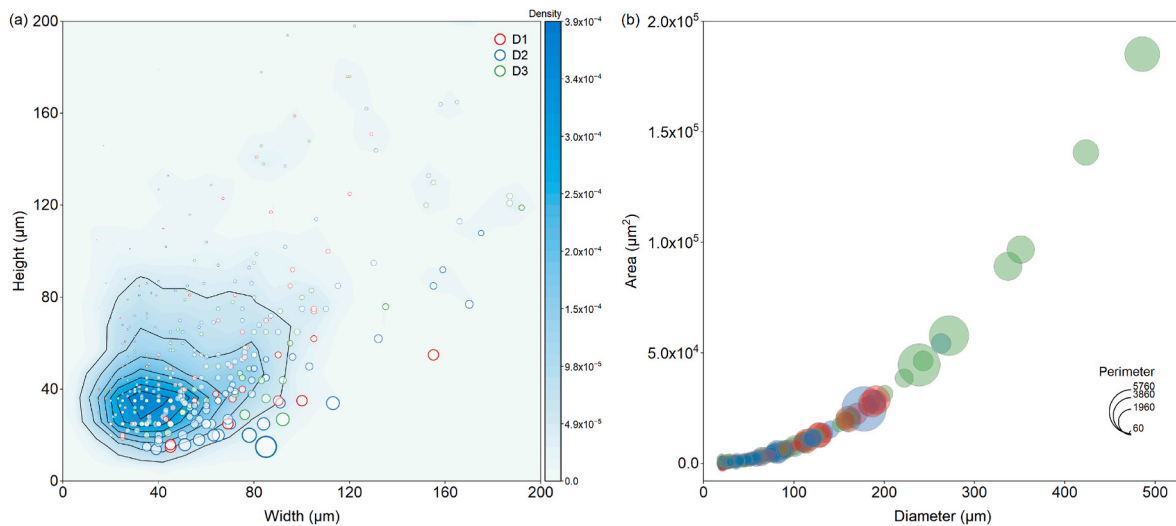 (a)
Density
200
160
120
80
40
0
Height (µm)
0
40
80
120
160
200
Width (µm)
D1
D2
D3
3.9x10⁻⁴
3.4x10⁻⁴
3.0x10⁻⁴
2.5x10⁻⁴
2.0x10⁻⁴
1.5x10⁻⁴
9.8x10⁻⁵
4.9x10⁻⁵
0.0
(b)
2.0x10⁵
1.5x10⁵
1.0x10⁵
5.0x10⁴
0.0
Area (µm²)
0
100
200
300
400
500
Diameter (µm)
Perimeter
5760
3860
1960
60